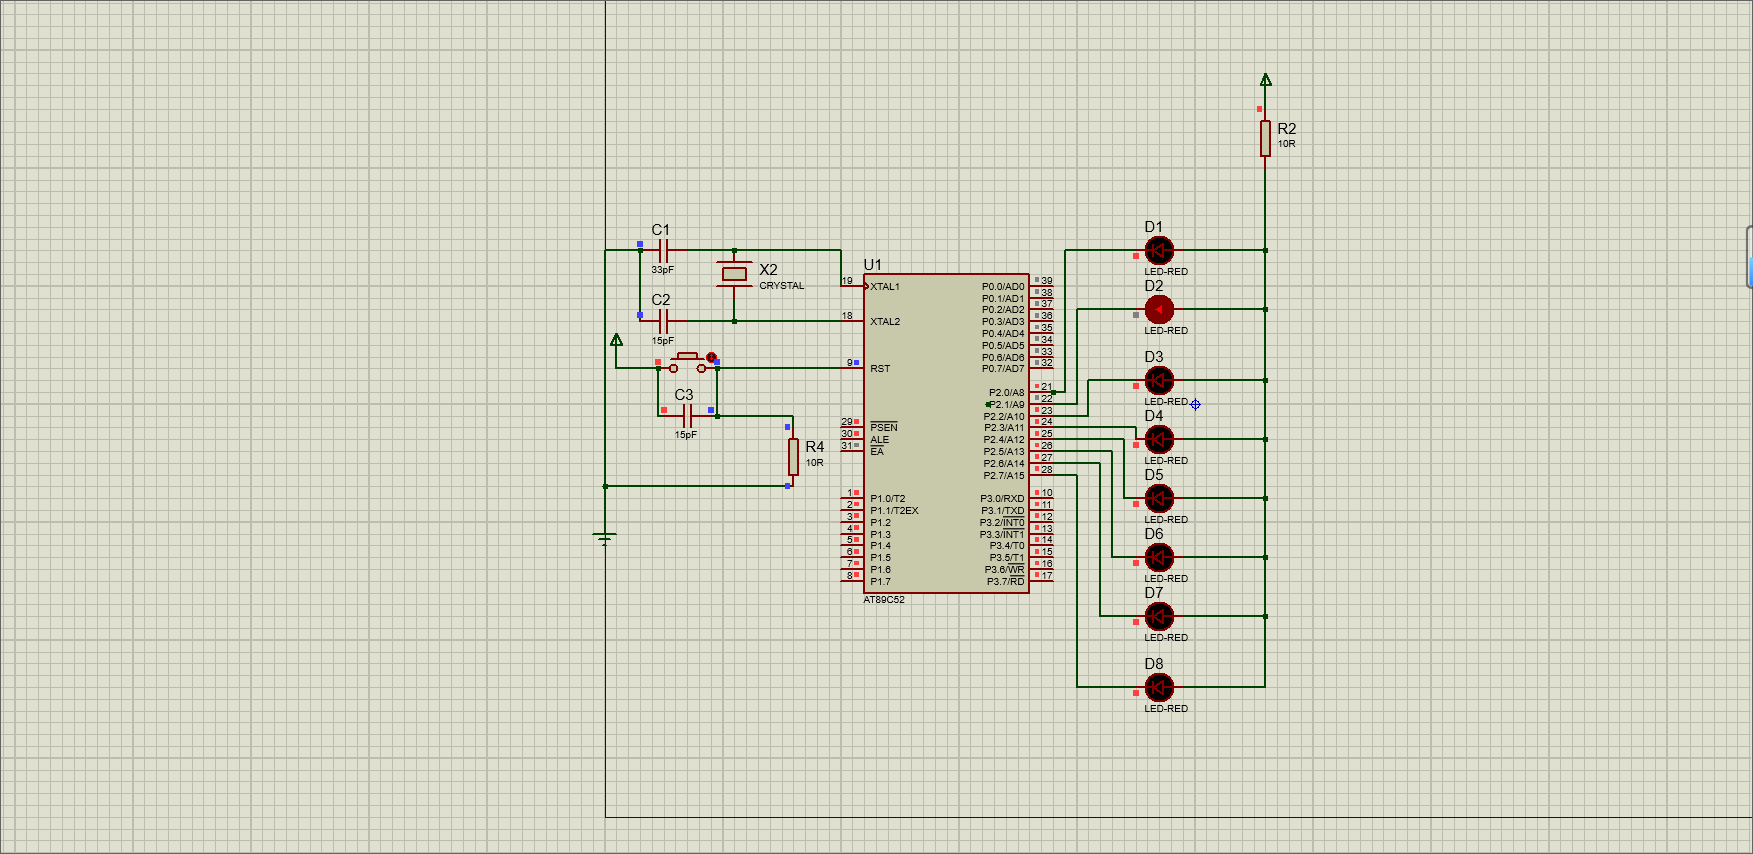 R2
10R
C1
33pF
X2
CRYSTAL
C2
15pF
C3
15pF
R4
10R
U1
19 XTAL1
18 XTAL2
9 RST
29 PSEN
30 ALE
31 EA
1 P1.0/T2
2 P1.1/T2EX
3 P1.2
4 P1.3
5 P1.4
6 P1.5
7 P1.6
8 P1.7
P0.0/AD0 39
P0.1/AD1 38
P0.2/AD2 37
P0.3/AD3 36
P0.4/AD4 35
P0.5/AD5 34
P0.6/AD6 33
P0.7/AD7 32
P2.0/A8 21
P2.1/A9 22
P2.2/A10 23
P2.3/A11 24
P2.4/A12 25
P2.5/A13 26
P2.6/A14 27
P2.7/A15 28
P3.0/RXD 10
P3.1/TXD 11
P3.2/INT0 12
P3.3/INT1 13
P3.4/T0 14
P3.5/T1 15
P3.6/WR 16
P3.7/RD 17
AT89C52
D1
LED-RED
D2
LED-RED
D3
LED-RED
D4
LED-RED
D5
LED-RED
D6
LED-RED
D7
LED-RED
D8
LED-RED